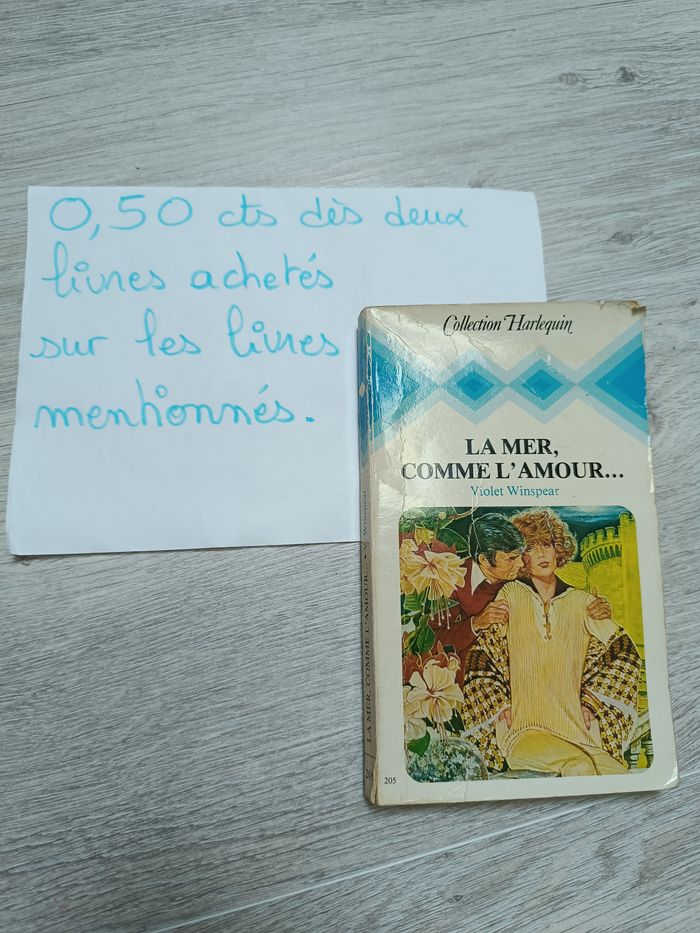 0,50 cts dès deux
livres achetés
sur les livres
mentionnés.
Collection Harlequin
LA MER,
COMME L'AMOUR...
Violet Winspear
205
LA MER, COMME L'AMOUR • V. Winspear